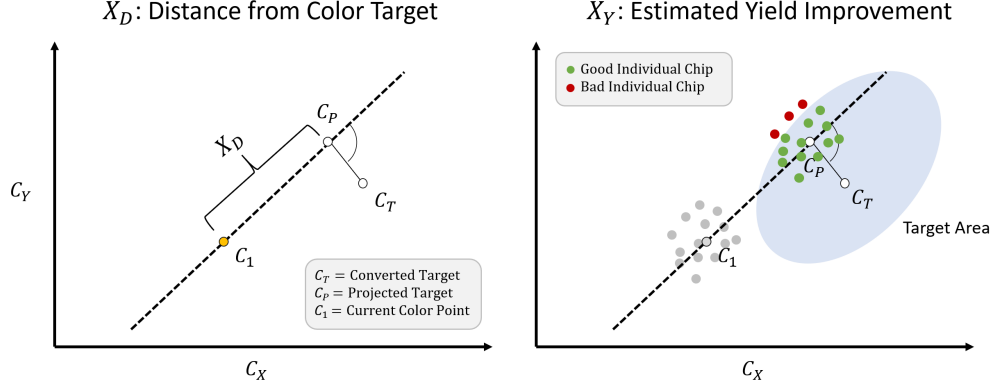 X_D: Distance from Color Target
C_P
X_D
C_Y
C_T
C_1
C_T = Converted Target
C_P = Projected Target
C_1 = Current Color Point
C_X
X_Y: Estimated Yield Improvement
Good Individual Chip
Bad Individual Chip
C_P
C_T
Target Area
C_1
C_X